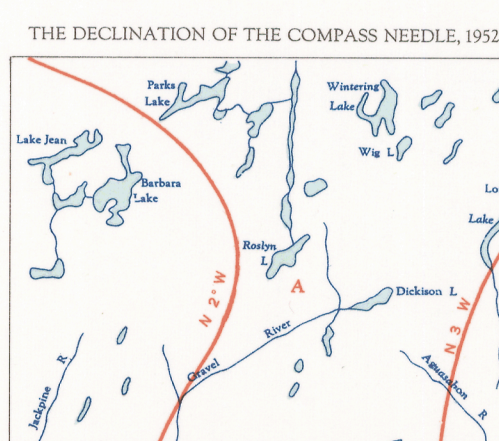 THE DECLINATION OF THE COMPASS NEEDLE, 1952
Parks
Lake
Wintering
Lake
Lake Jean
Wig L
Barbara
Lake
Lo
Lake
Roslyn
L
A
Dickison L
N 2° W
N 3 W
River
Gravel
Aguasabon
R
Jackpine
R